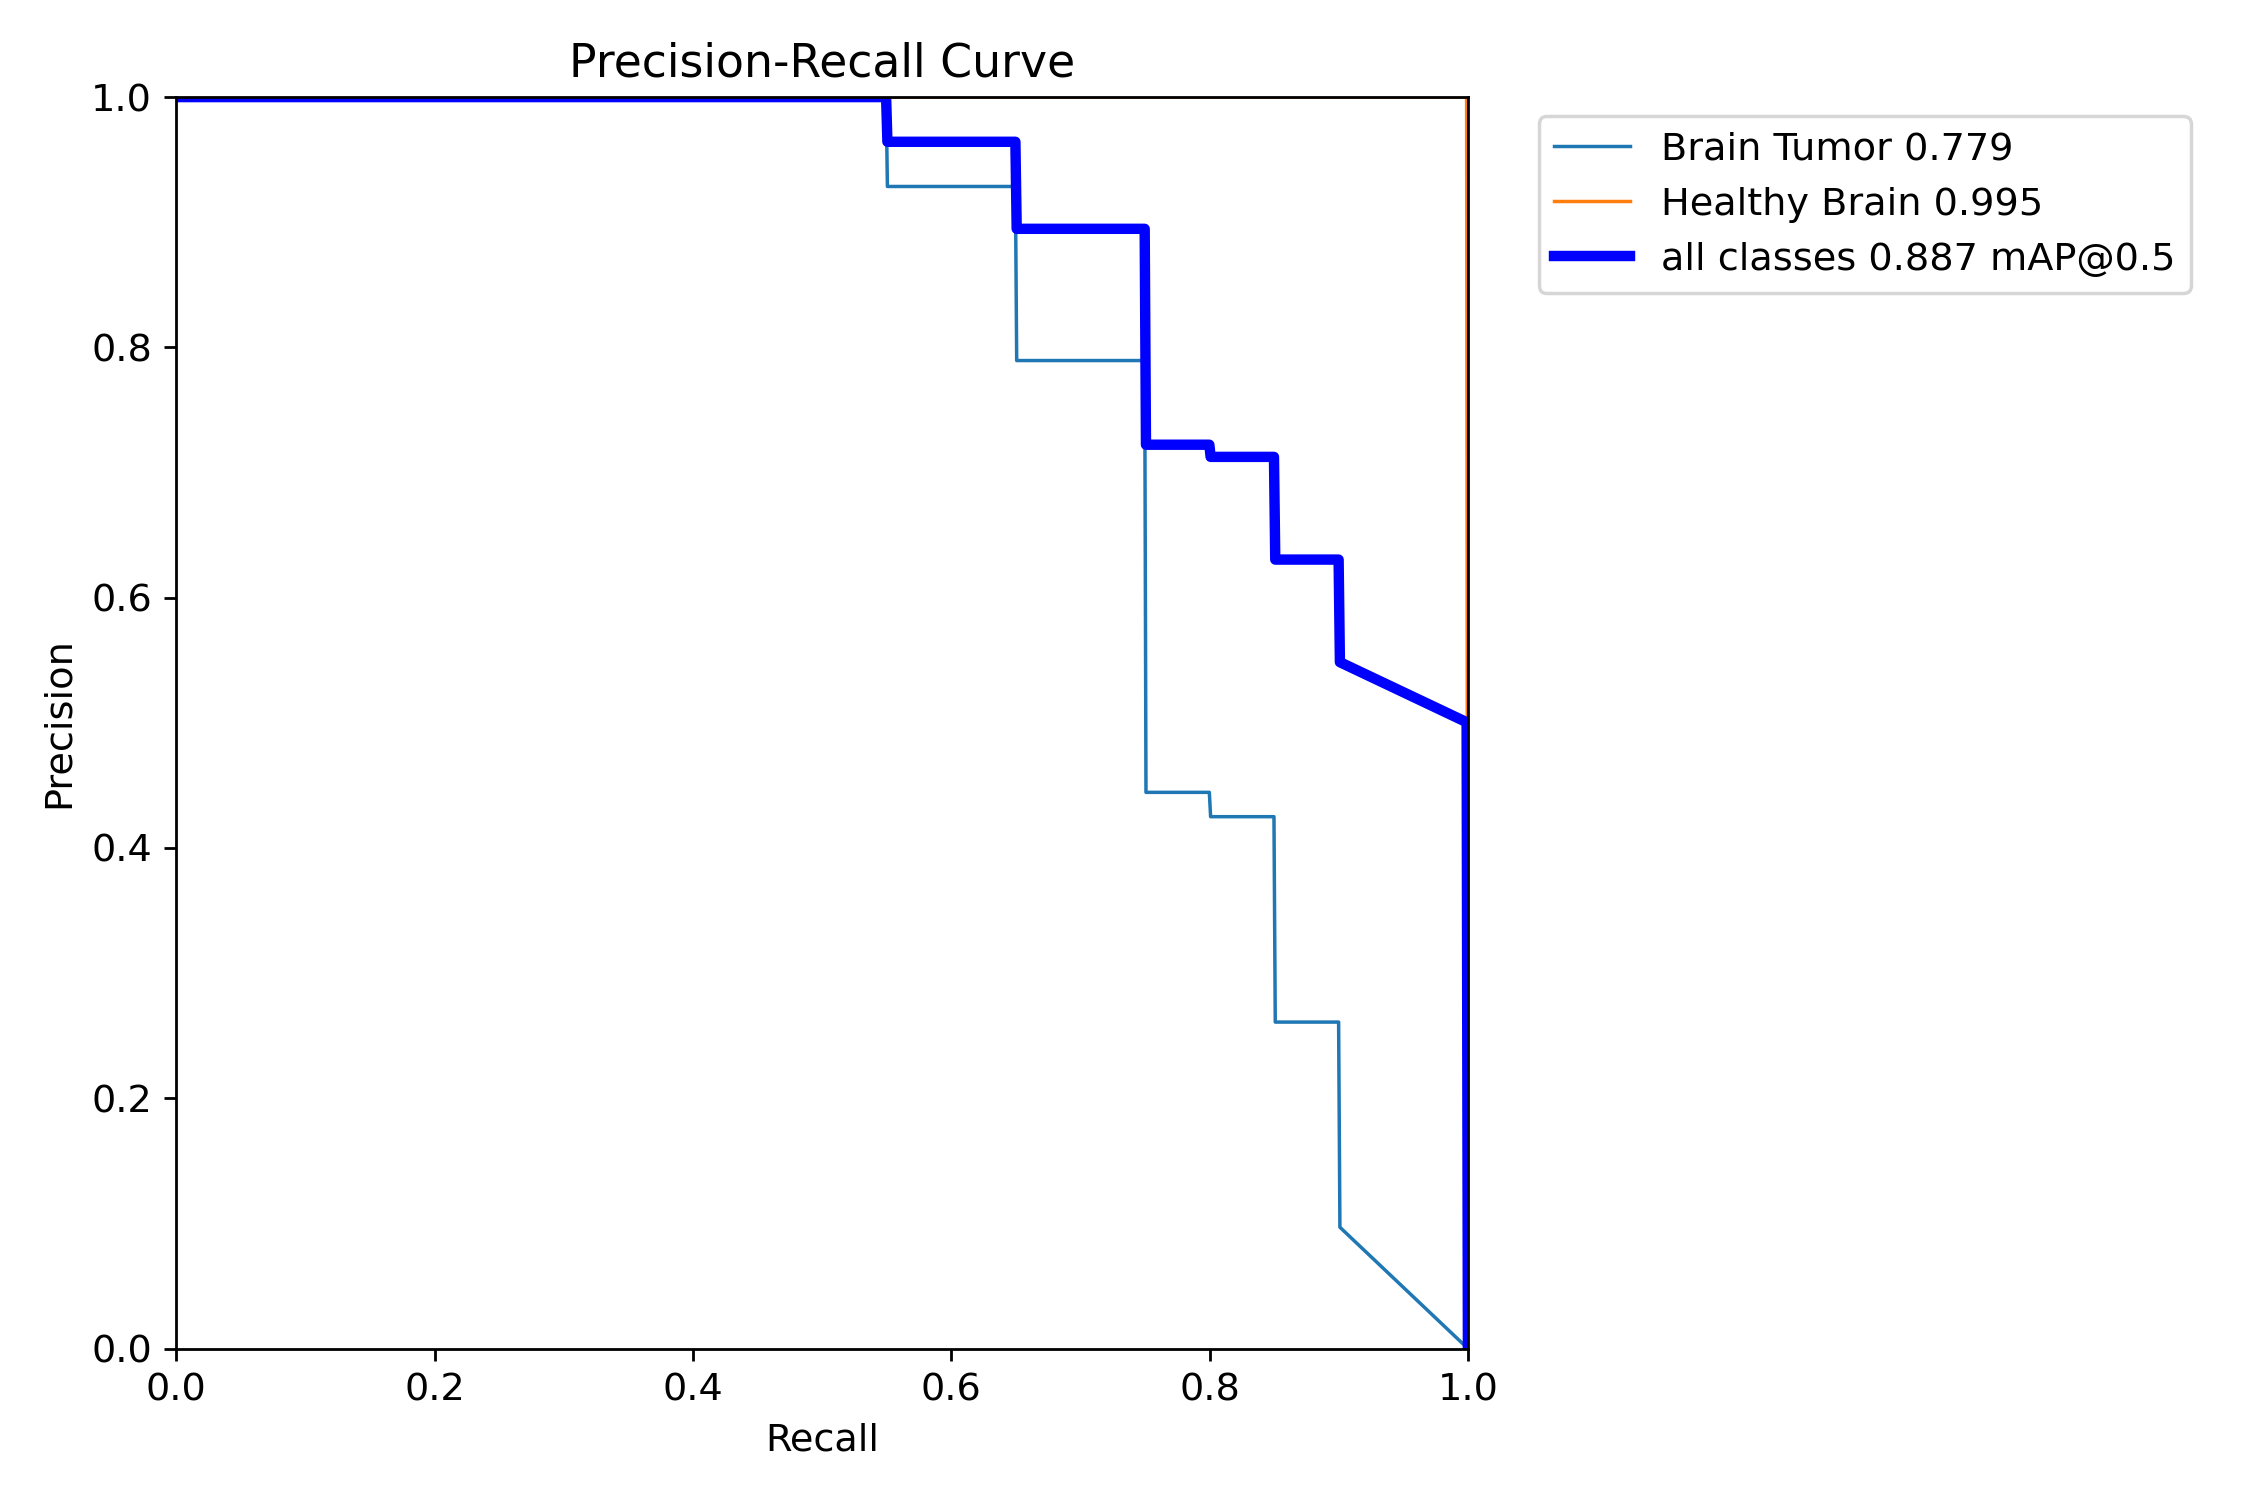 Precision-Recall Curve
1.0
0.8
0.6
0.4
0.2
0.0
Precision
0.0 0.2 0.4 0.6 0.8 1.0
Recall
Brain Tumor 0.779
Healthy Brain 0.995
all classes 0.887 mAP@0.5